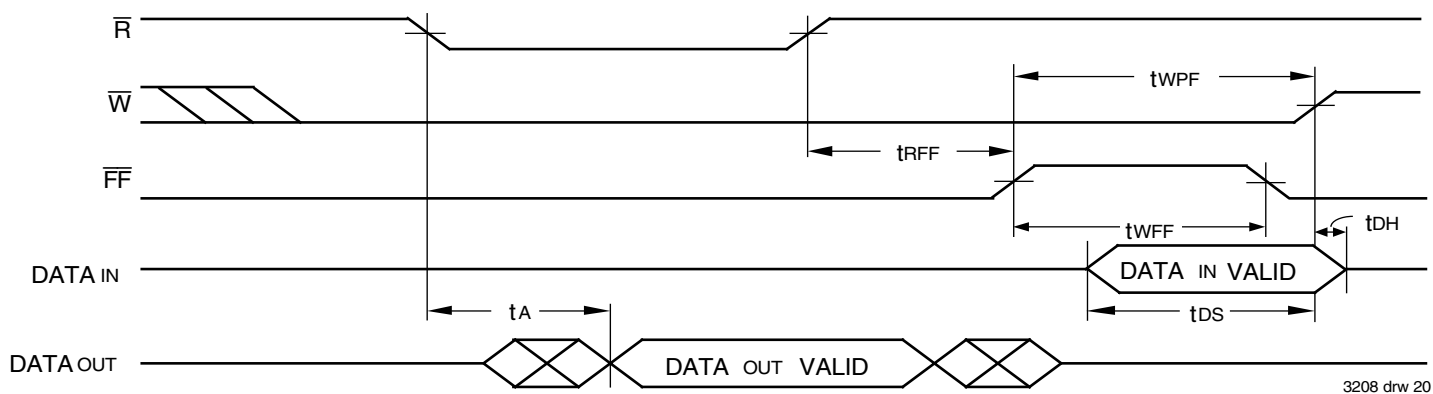 R̅
tWPF
W̅
tRFF
F̅F̅
tWFF
tDH
DATA IN
DATA IN VALID
tA
tDS
DATA OUT
DATA OUT VALID
3208 drw 20